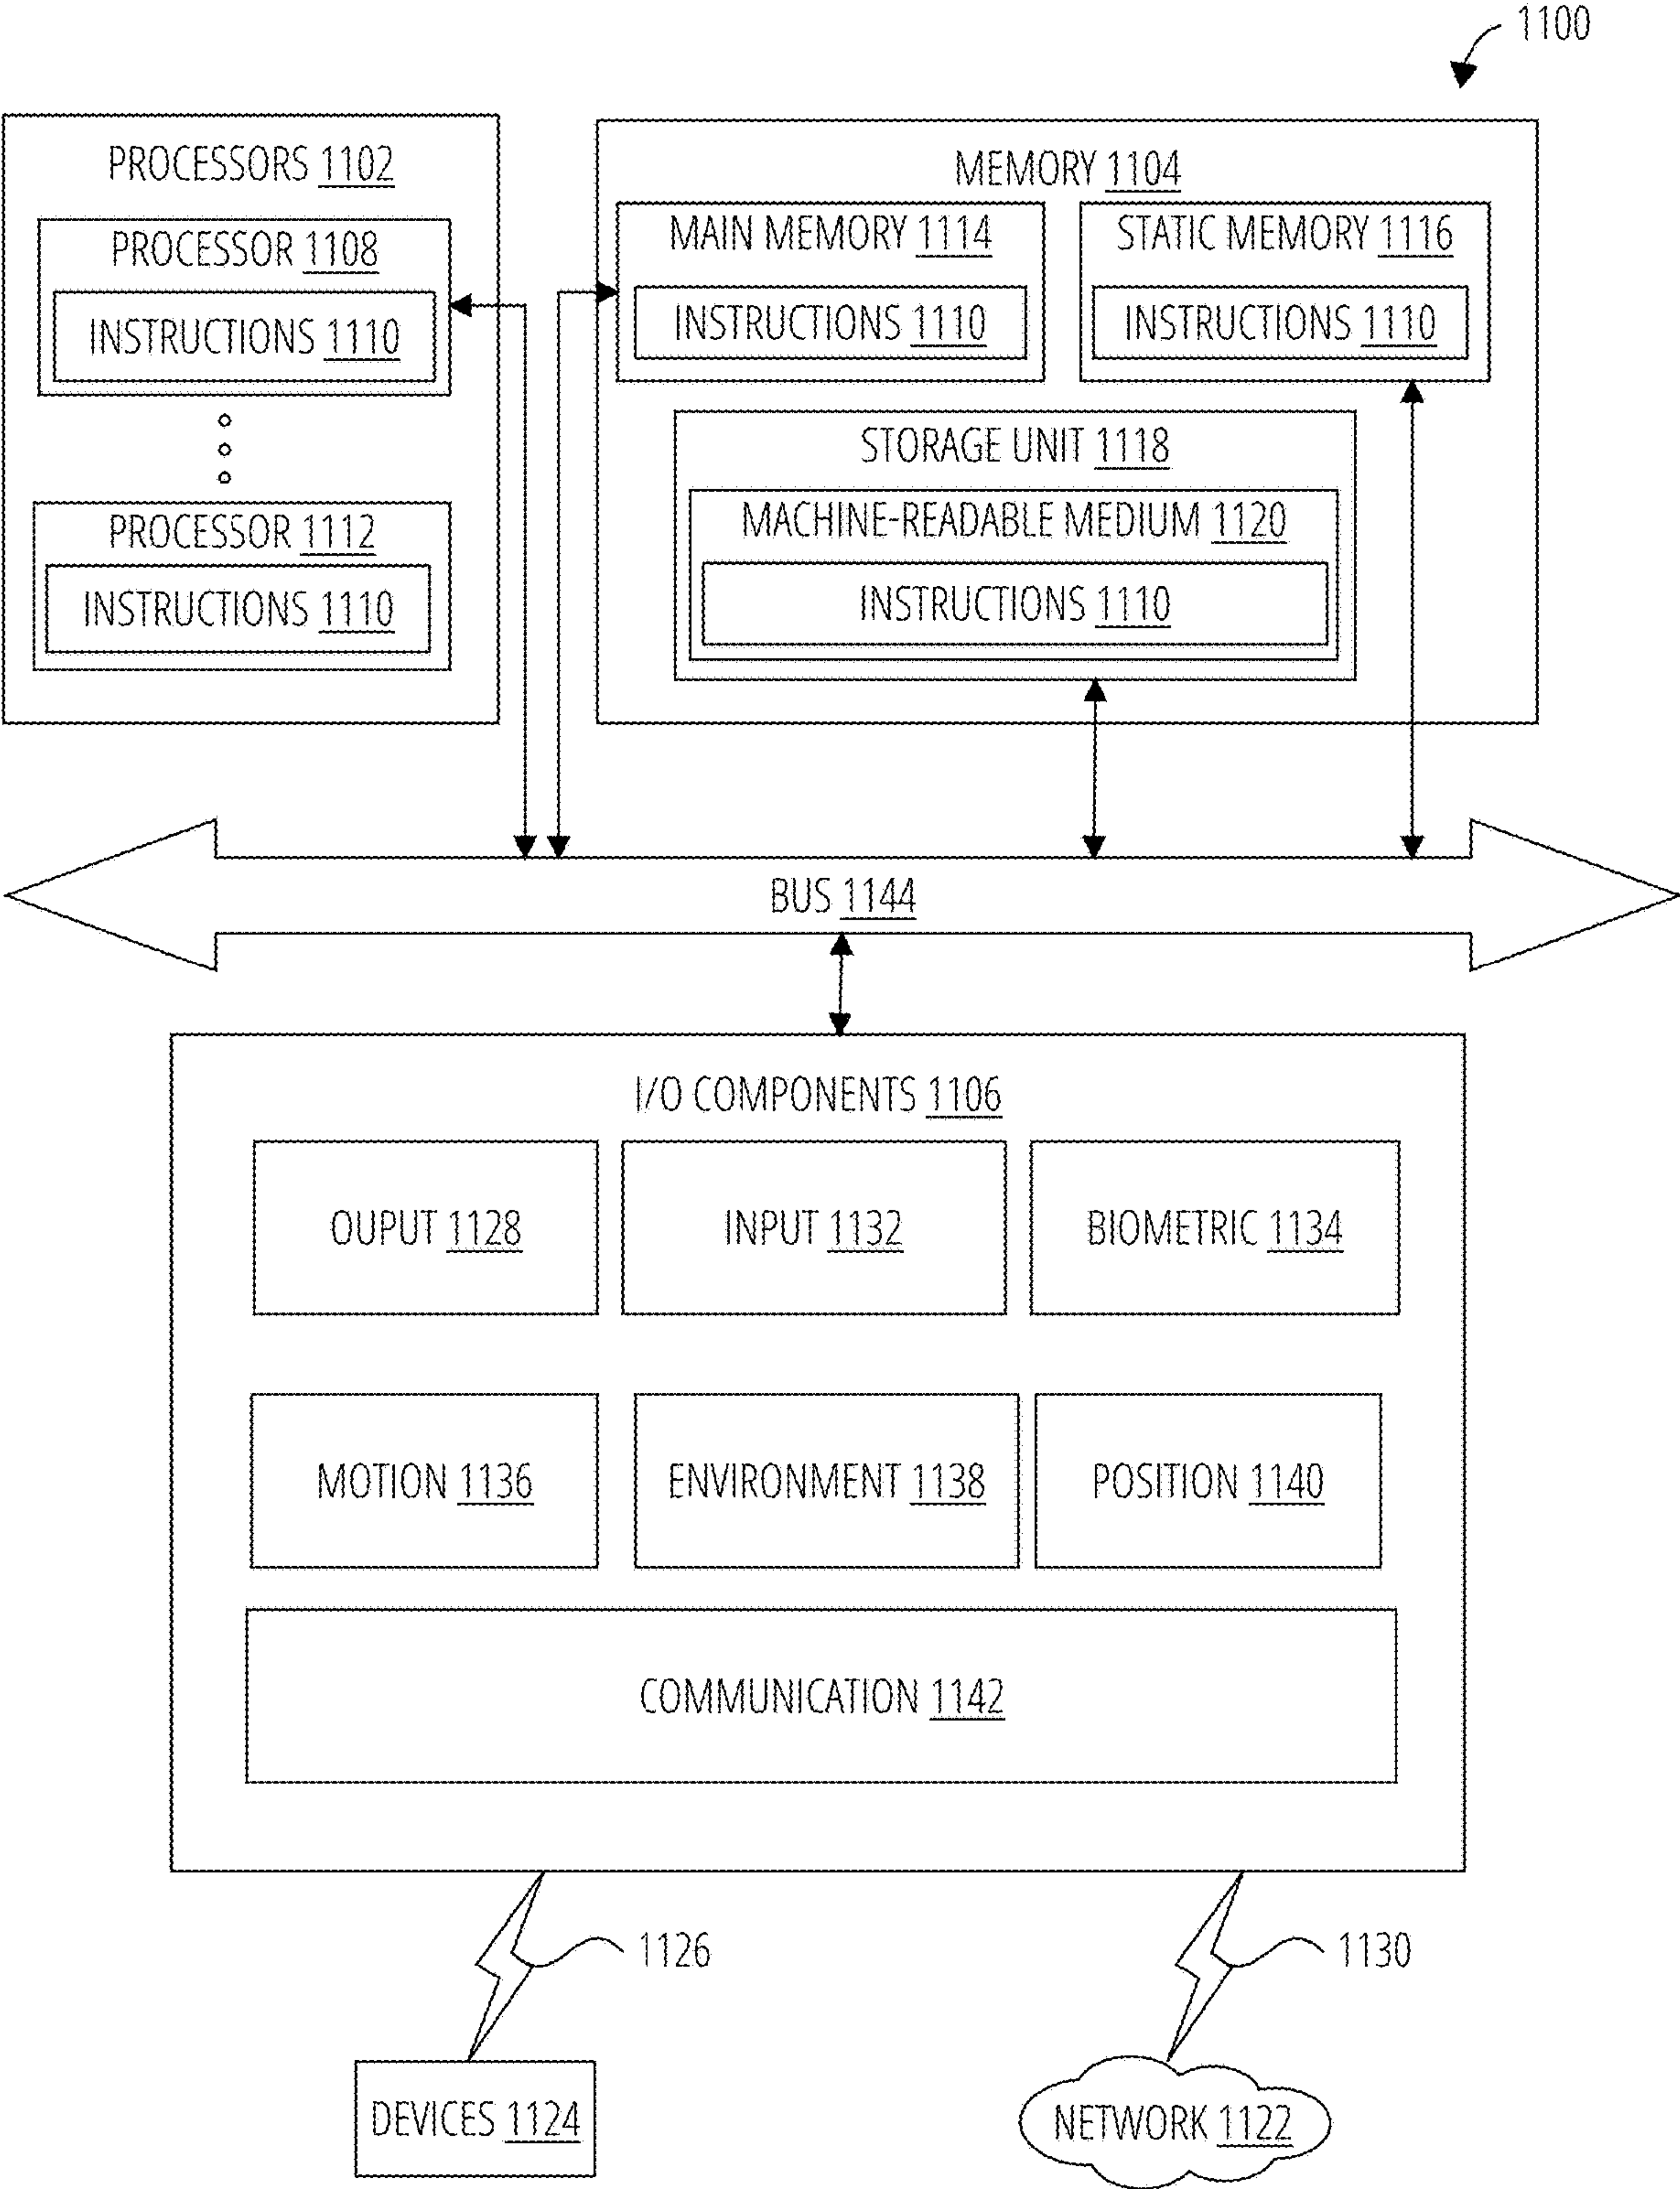 1100
PROCESSORS 1102
PROCESSOR 1108
INSTRUCTIONS 1110
PROCESSOR 1112
INSTRUCTIONS 1110
MEMORY 1104
MAIN MEMORY 1114
INSTRUCTIONS 1110
STATIC MEMORY 1116
INSTRUCTIONS 1110
STORAGE UNIT 1118
MACHINE-READABLE MEDIUM 1120
INSTRUCTIONS 1110
BUS 1144
I/O COMPONENTS 1106
OUPUT 1128
INPUT 1132
BIOMETRIC 1134
MOTION 1136
ENVIRONMENT 1138
POSITION 1140
COMMUNICATION 1142
1126
1130
DEVICES 1124
NETWORK 1122